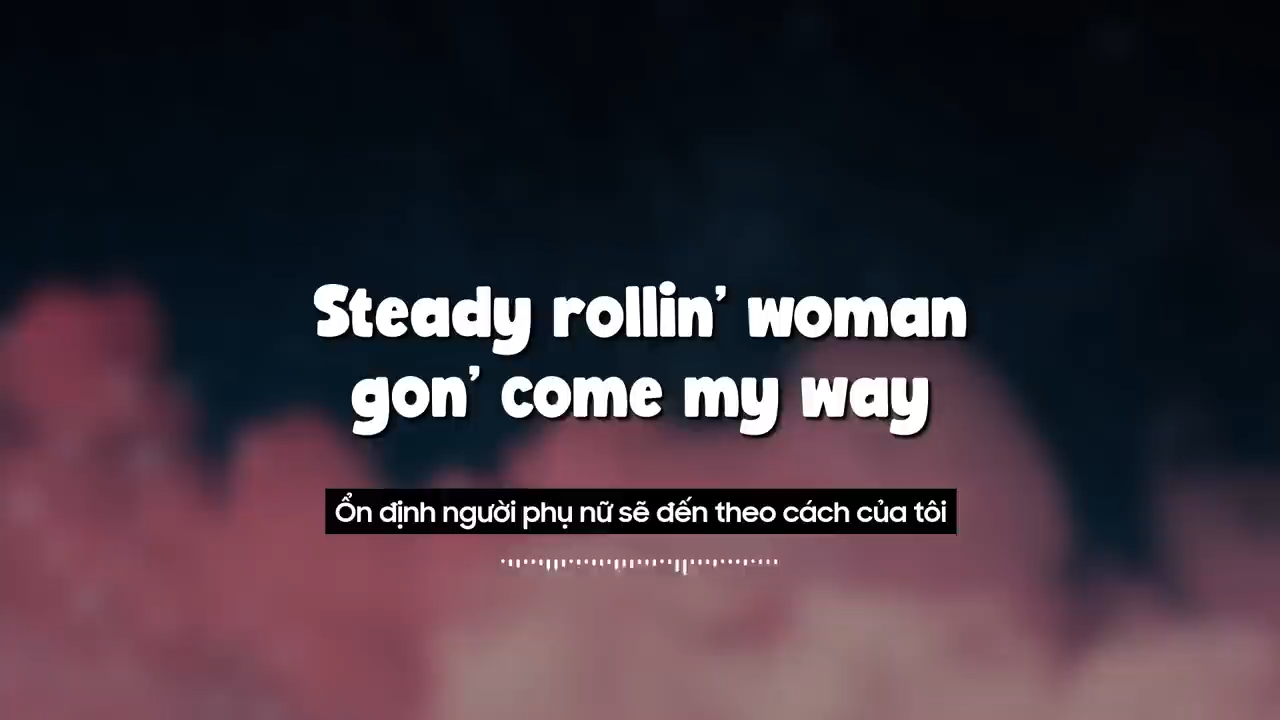 Steady rollin' woman
gon' come my way
Ổn định người phụ nữ sẽ đến theo cách của tôi